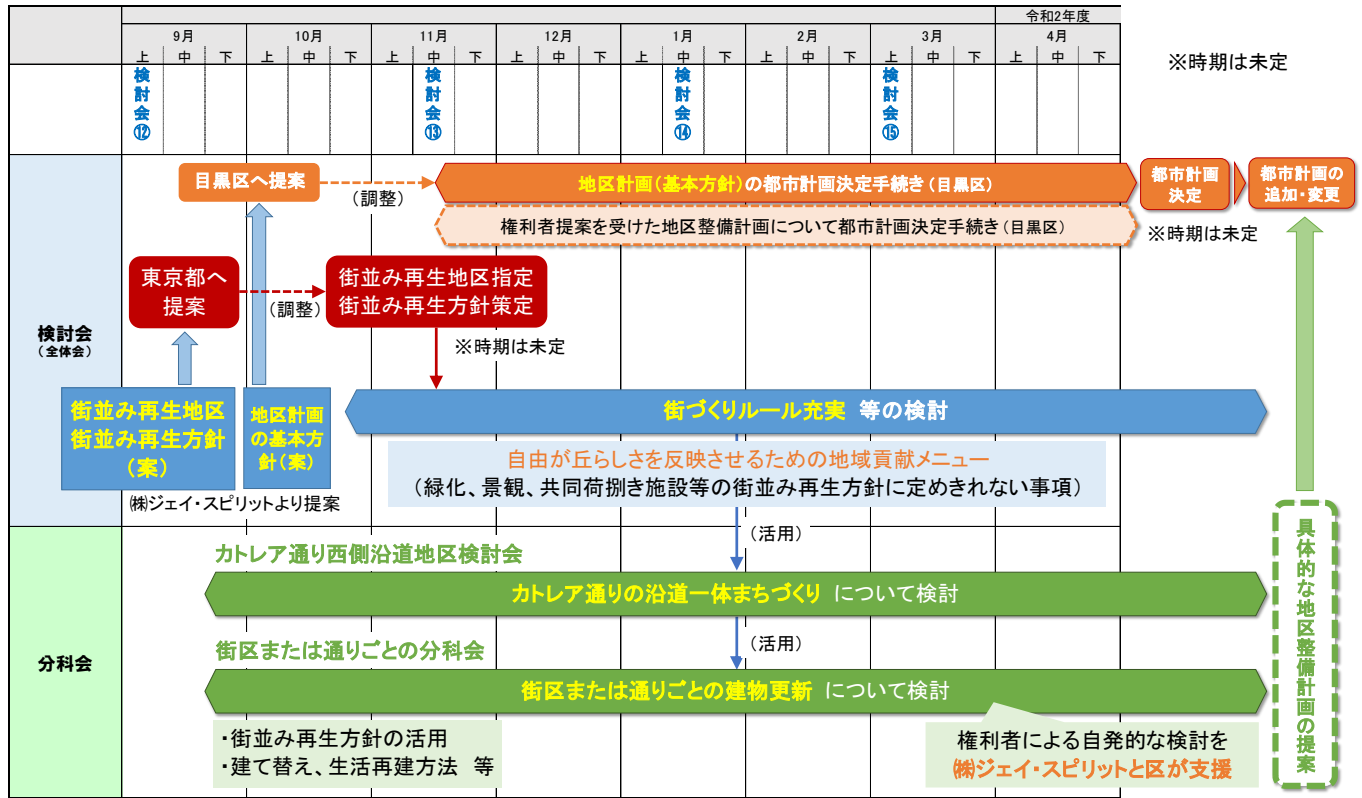 令和2年度
9月 10月 11月 12月 1月 2月 3月 4月
上 中 下 上 中 下 上 中 下 上 中 下 上 中 下 上 中 下 上 中 下 上 中 下
※時期は未定
検討会⑫
検討会⑬
検討会⑭
検討会⑮
検討会
(全体会)
目黒区へ提案
(調整)
地区計画(基本方針)の都市計画決定手続き(目黒区)
都市計画
決定
都市計画の
追加・変更
権利者提案を受けた地区整備計画について都市計画決定手続き(目黒区)
※時期は未定
東京都へ
提案
(調整)
街並み再生地区指定
街並み再生方針策定
※時期は未定
街並み再生地区
街並み再生方針
(案)
地区計画
の基本方
針(案)
㈱ジェイ・スピリットより提案
街づくりルール充実 等の検討
自由が丘らしさを反映させるための地域貢献メニュー
(緑化、景観、共同荷捌き施設等の街並み再生方針に定めきれない事項)
(活用)
分科会
カトレア通り西側沿道地区検討会
カトレア通りの沿道一体まちづくり について検討
(活用)
街区または通りごとの分科会
街区または通りごとの建物更新 について検討
・街並み再生方針の活用
・建て替え、生活再建方法 等
権利者による自発的な検討を
㈱ジェイ・スピリットと区が支援
具体的な地区整備計画の提案